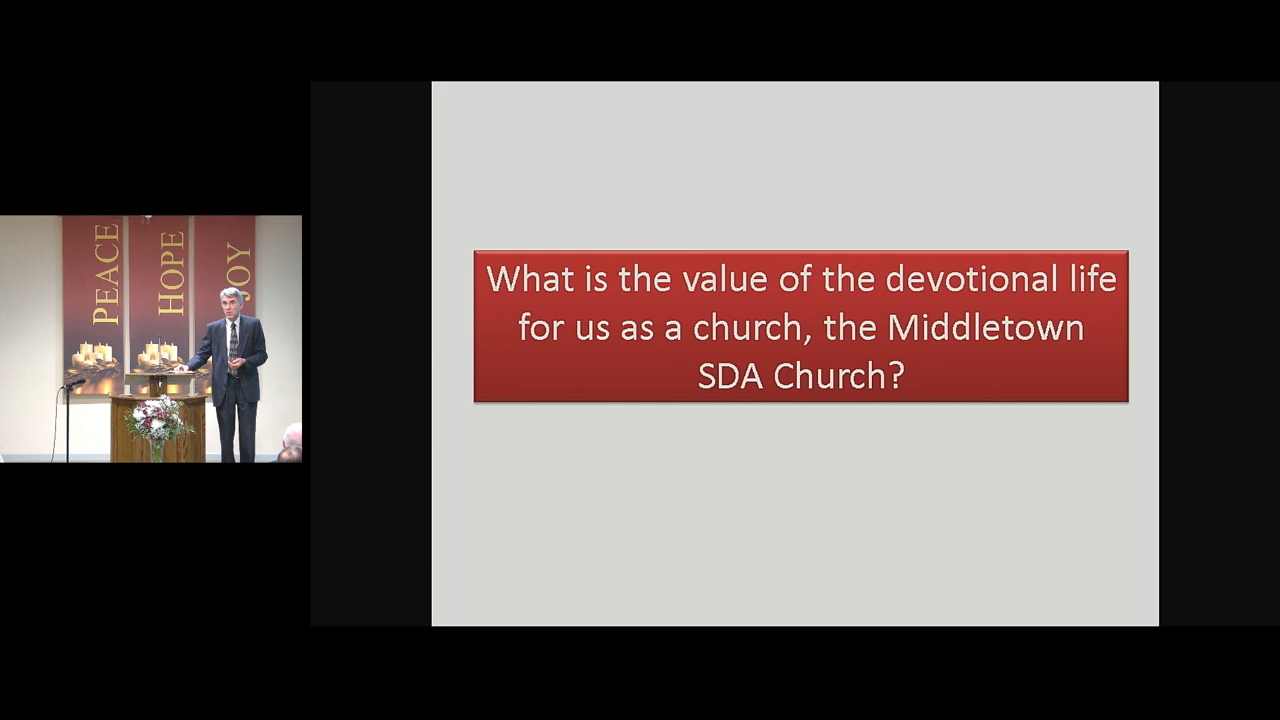 PEACE
HOPE
JOY
What is the value of the devotional life
for us as a church, the Middletown
SDA Church?